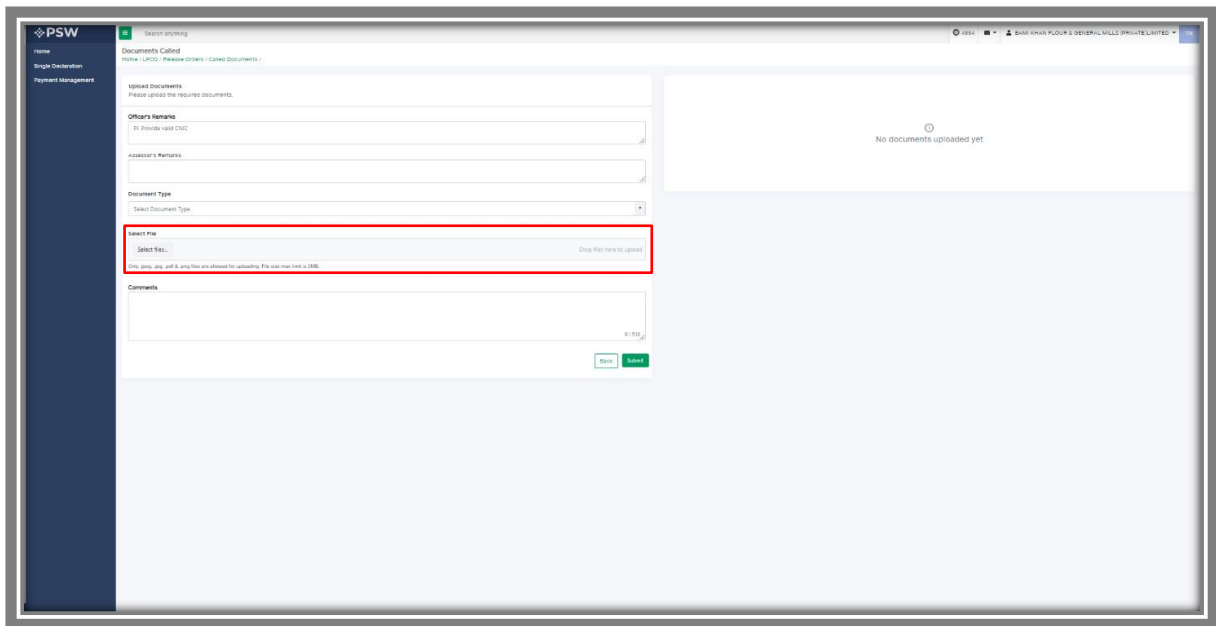 PSW
Search anything
4884
BAMI KHAN FLOUR & GENERAL MILLS (PRIVATE) LIMITED
TR
Home
Single Declaration
Payment Management
Documents Called
Home / LPCO / Release Orders / Called Documents /
Upload Documents
Please upload the required documents.
Officer's Remarks
Pl. Provide valid CNIC
Assessor's Remarks
Document Type
Select Document Type
Select File
Select files...
Drop files here to upload
Only .jpeg, .jpg, .pdf & .png files are allowed for uploading. File size max limit is 2MB.
Comments
0 / 512
Back
Submit
No documents uploaded yet